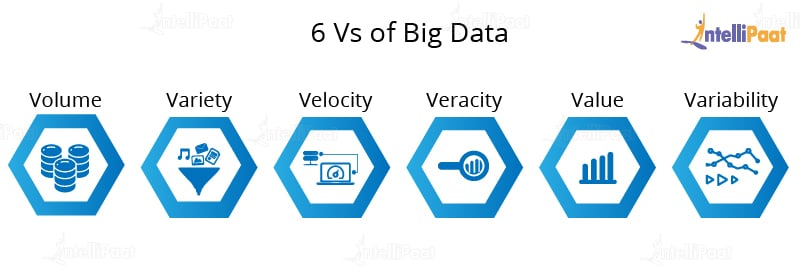 6 Vs of Big Data
IntelliPaat
Volume
Variety
Velocity
Veracity
Value
Variability